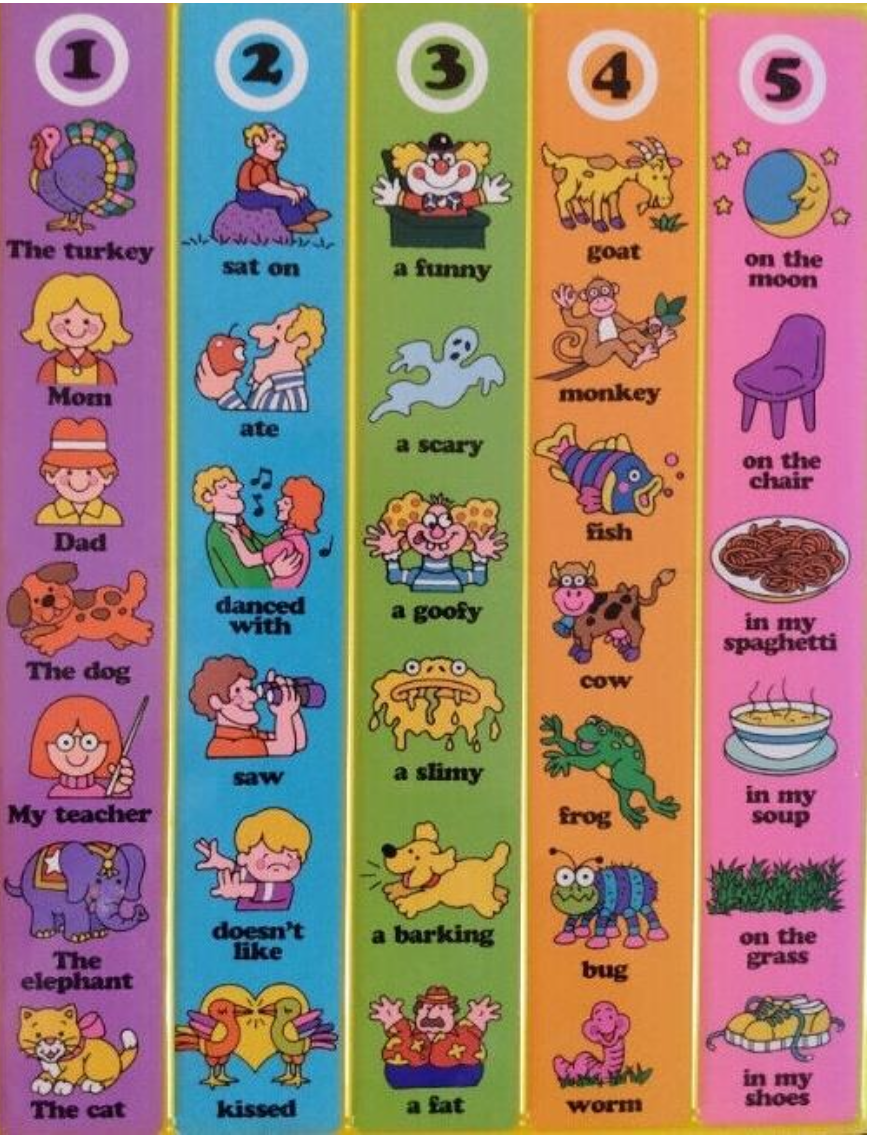 1
The turkey
Mom
Dad
The dog
My teacher
The
elephant
The cat
2
sat on
ate
danced
with
saw
doesn't
like
kissed
3
a funny
a scary
a goofy
a slimy
a barking
a fat
4
goat
monkey
fish
cow
frog
bug
worm
5
on the
moon
on the
chair
in my
spaghetti
in my
soup
on the
grass
in my
shoes